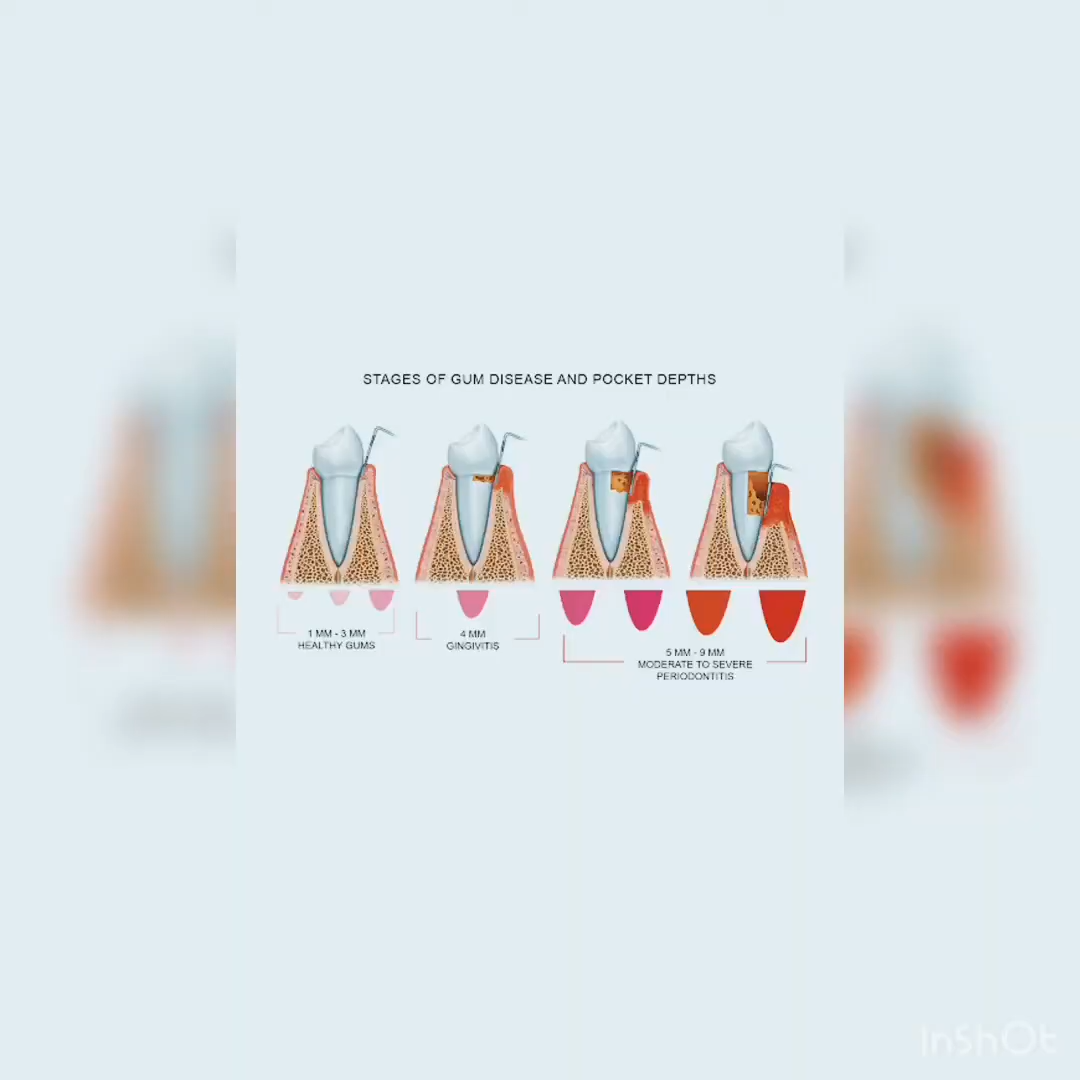 STAGES OF GUM DISEASE AND POCKET DEPTHS
1 MM - 3 MM
HEALTHY GUMS
4 MM
GINGIVITIS
5 MM - 9 MM
MODERATE TO SEVERE
PERIODONTITIS
InShOt